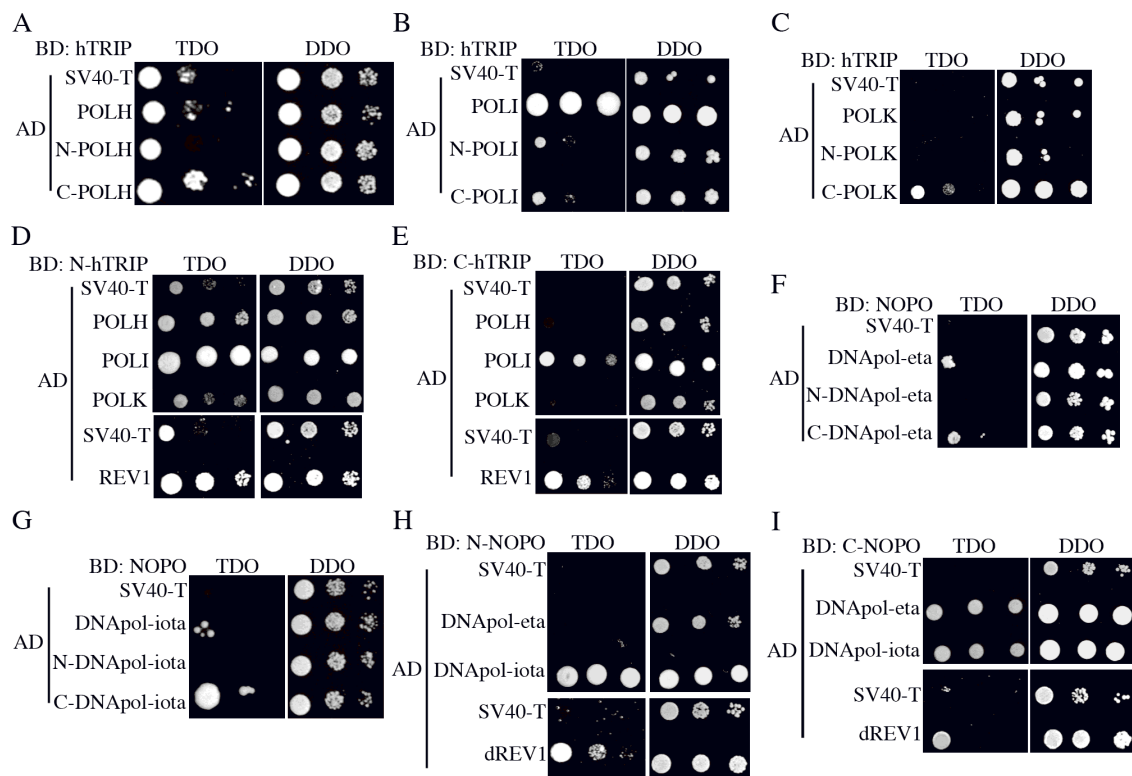 A
BD: hTRIP TDO DDO
SV40-T
POLH
AD
N-POLH
C-POLH
B
BD: hTRIP TDO DDO
SV40-T
POLI
AD
N-POLI
C-POLI
C
BD: hTRIP TDO DDO
SV40-T
POLK
AD
N-POLK
C-POLK
D
BD: N-hTRIP TDO DDO
SV40-T
POLH
POLI
AD
POLK
SV40-T
REV1
E
BD: C-hTRIP TDO DDO
SV40-T
POLH
POLI
AD
POLK
SV40-T
REV1
F
BD: NOPO TDO DDO
SV40-T
DNApol-eta
AD
N-DNApol-eta
C-DNApol-eta
G
BD: NOPO TDO DDO
SV40-T
DNApol-iota
AD
N-DNApol-iota
C-DNApol-iota
H
BD: N-NOPO TDO DDO
SV40-T
DNApol-eta
AD
DNApol-iota
SV40-T
dREV1
I
BD: C-NOPO TDO DDO
SV40-T
DNApol-eta
AD
DNApol-iota
SV40-T
dREV1